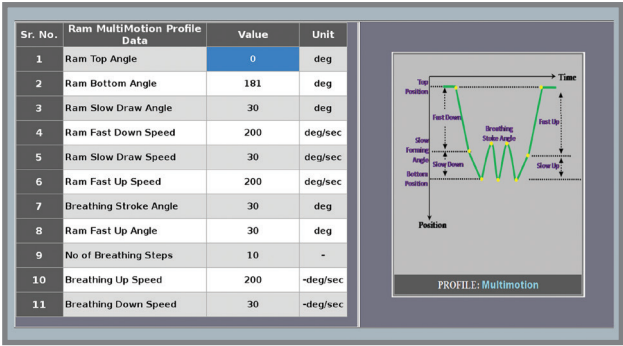 Sr. No. Ram MultiMotion Profile Data Value Unit
1 Ram Top Angle 0 deg
2 Ram Bottom Angle 181 deg
3 Ram Slow Draw Angle 30 deg
4 Ram Fast Down Speed 200 deg/sec
5 Ram Slow Draw Speed 30 deg/sec
6 Ram Fast Up Speed 200 deg/sec
7 Breathing Stroke Angle 30 deg
8 Ram Fast Up Angle 30 deg
9 No of Breathing Steps 10 -
10 Breathing Up Speed 200 -deg/sec
11 Breathing Down Speed 30 -deg/sec
Time
Top
Position
Fast Down
Breathing
Stoke Angle
Fast Up
Slow
Forming
Angle
Slow Down
Slow Up
Bottom
Position
Position
PROFILE: Multimotion